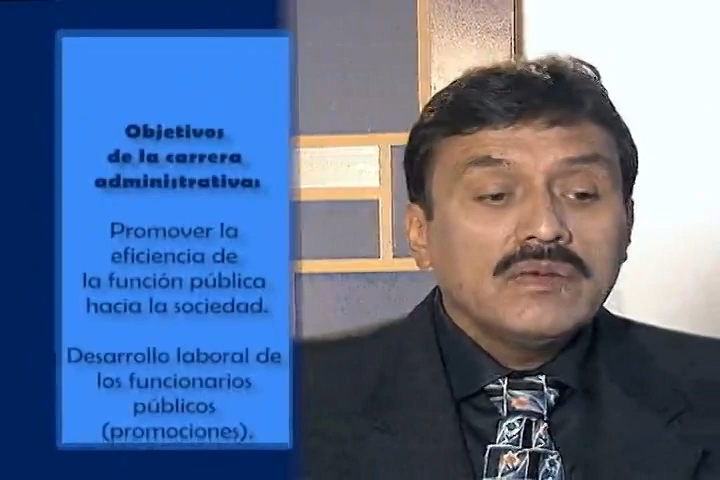 Objetivos
de la carrera
administrativa:
Promover la
eficiencia de
la función pública
hacia la sociedad.
Desarrollo laboral de
los funcionarios
públicos
(promociones).